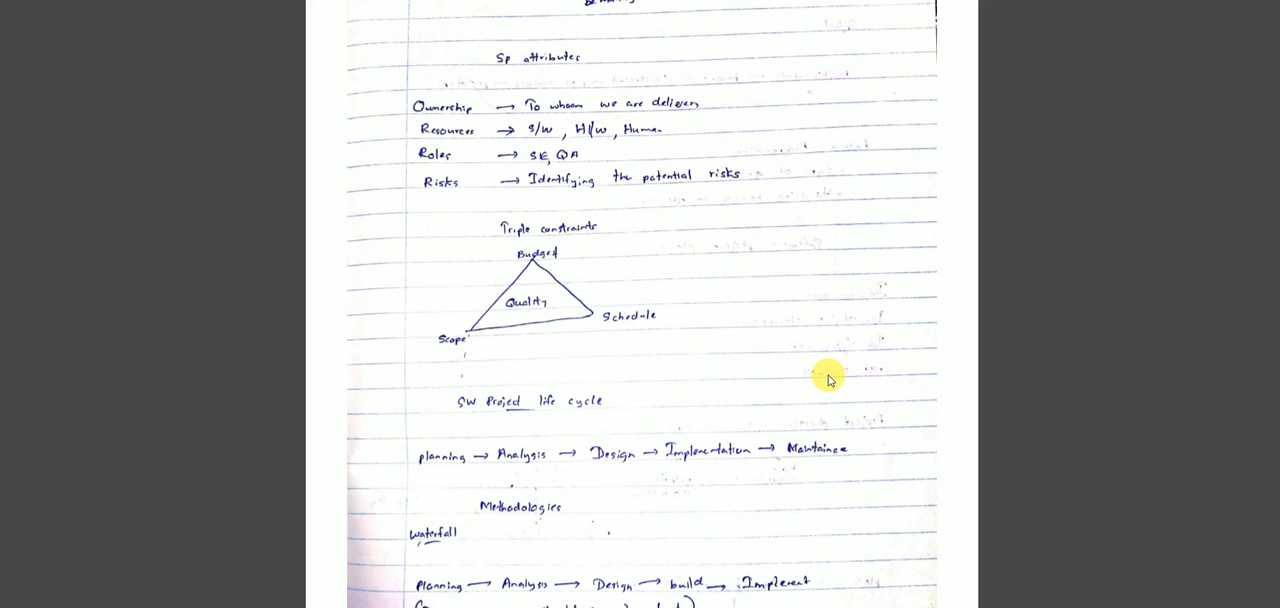 Sp attributes
Ownership → To whom we are delivery
Resources → S/W, H/W, Human
Roles → SE, QA
Risks → Identifying the potential risks
Triple constraints
Budget
Quality
Schedule
Scope
SW Project life cycle
planning → Analysis → Design → Implementation → Maintaince
Methodologies
Waterfall
Planning → Analysis → Design → build → Implement